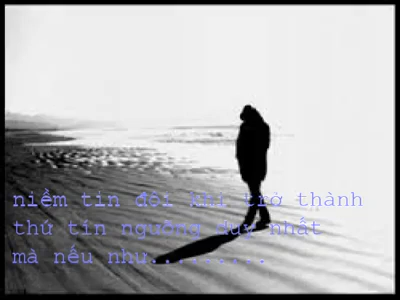 niềm tin đôi khi trở thành
thứ tín ngưỡng duy nhất
mà nếu như.........